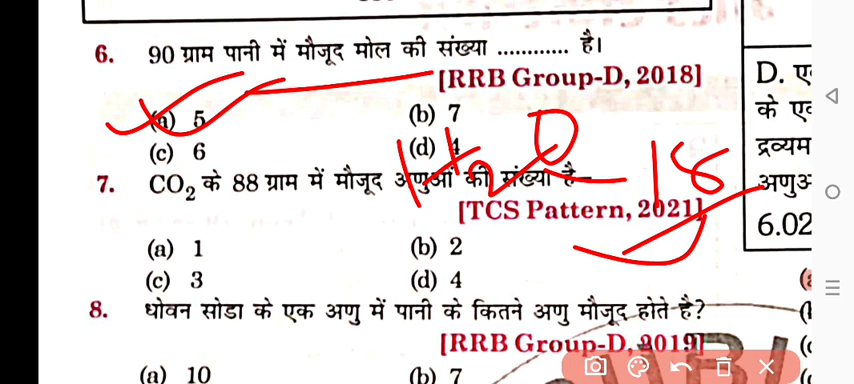 6. 90 ग्राम पानी में मौजूद मोल की संख्या ............ है।
[RRB Group-D, 2018]
(a) 5 (b) 7
(c) 6 (d) 4
H2O 18
7. CO2 के 88 ग्राम में मौजूद अणुओं की संख्या है–
[TCS Pattern, 2021]
(a) 1 (b) 2
(c) 3 (d) 4
8. धोवन सोडा के एक अणु में पानी के कितने अणु मौजूद होते है?
[RRB Group-D, 2019]
(a) 10 (b) 7
D.
के
द्रव्यम
6.02